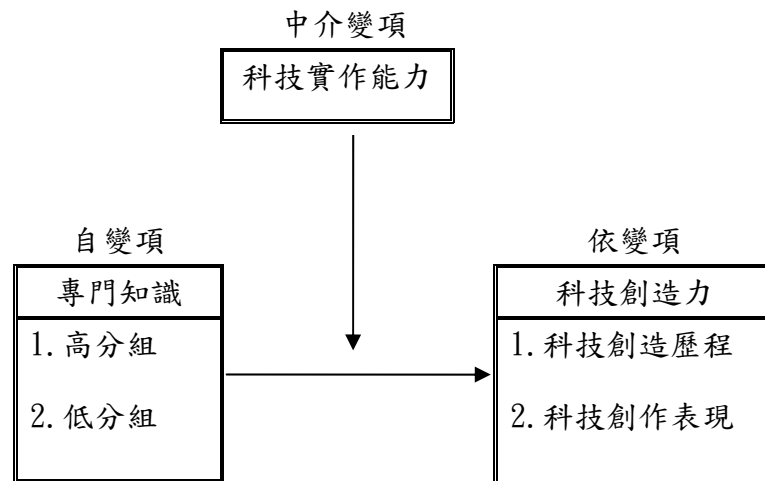 中介變項
科技實作能力
自變項
專門知識
1.高分組
2.低分組
依變項
科技創造力
1.科技創造歷程
2.科技創作表現